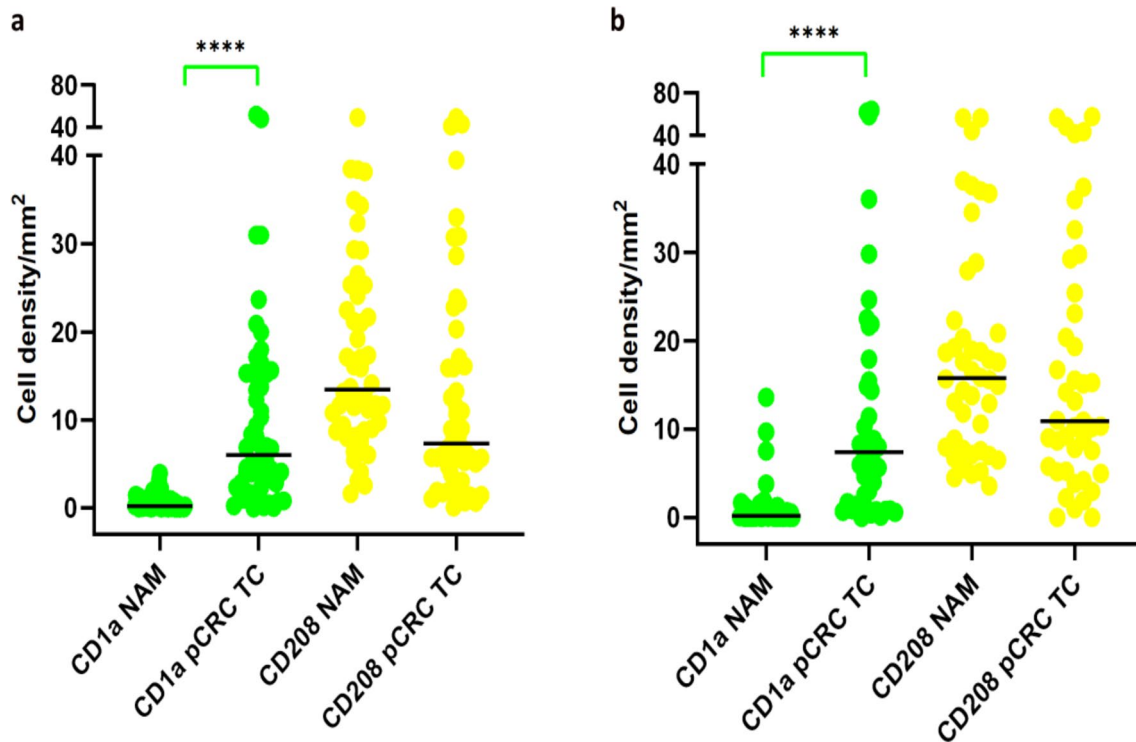 a
****
80
40
40
30
20
10
0
Cell density/mm²
CD1a NAM
CD1a pCRC TC
CD208 NAM
CD208 pCRC TC
b
****
80
40
40
30
20
10
0
Cell density/mm²
CD1a NAM
CD1a pCRC TC
CD208 NAM
CD208 pCRC TC